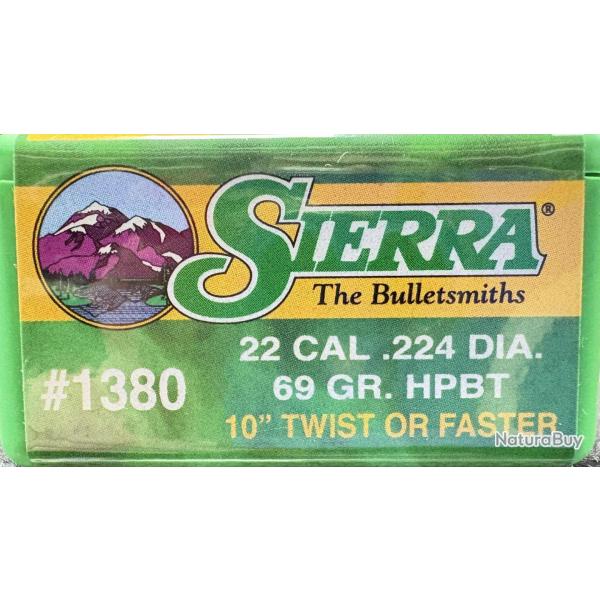 SIERRA®
The Bulletsmiths
#1380
22 CAL .224 DIA.
69 GR. HPBT
10” TWIST OR FASTER
NaturaBuy